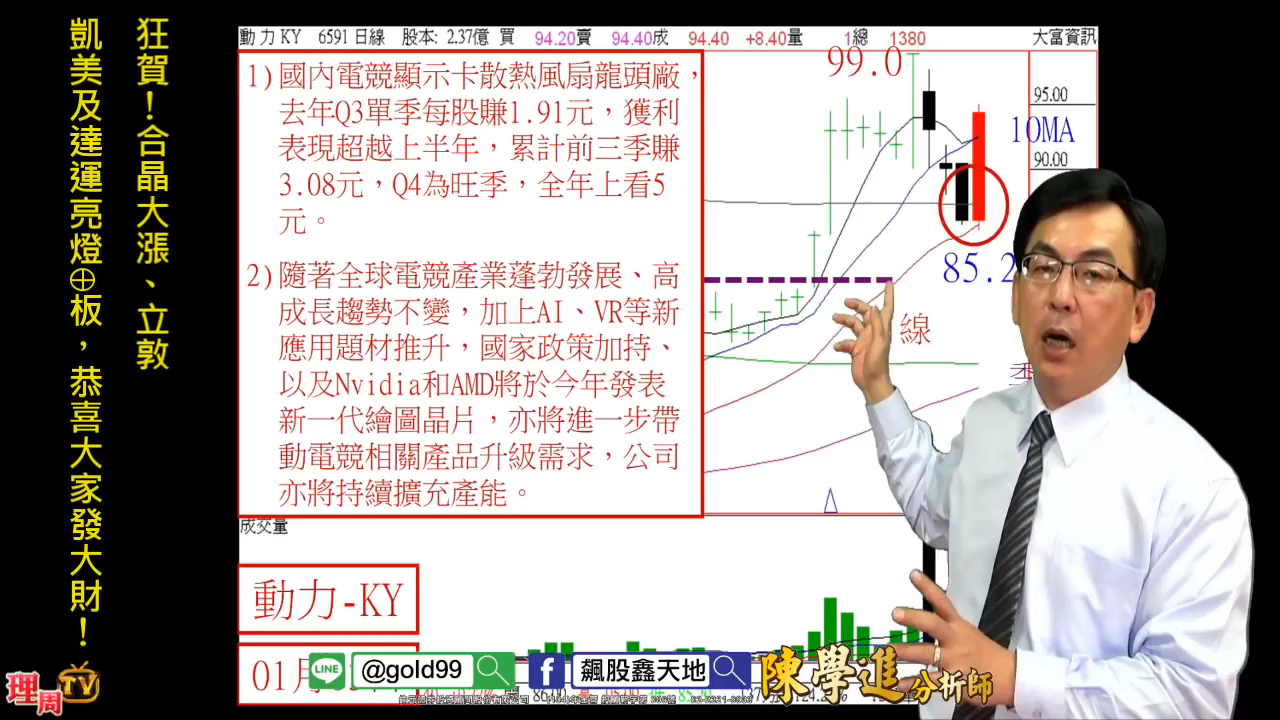 狂賀！合晶大漲、立敦
凱美及達運亮燈⊕板，恭喜大家發大財！
動力KY 6591 日線 股本: 2.37億 買 94.20賣 94.40成 94.40 +8.40量 1總 1380 大富資訊
1)國內電競顯示卡散熱風扇龍頭廠，
去年Q3單季每股賺1.91元，獲利
表現超越上半年，累計前三季賺
3.08元，Q4為旺季，全年上看5
元。
2)隨著全球電競產業蓬勃發展、高
成長趨勢不變，加上AI、VR等新
應用題材推升，國家政策加持、
以及Nvidia和AMD將於今年發表
新一代繪圖晶片，亦將進一步帶
動電競相關產品升級需求，公司
亦將持續擴充產能。
99.0
95.00
10MA
90.00
85.2
線
成交量
動力-KY
01月
LINE @gold99
f 飆股鑫天地
陳學進分析師
理周TV